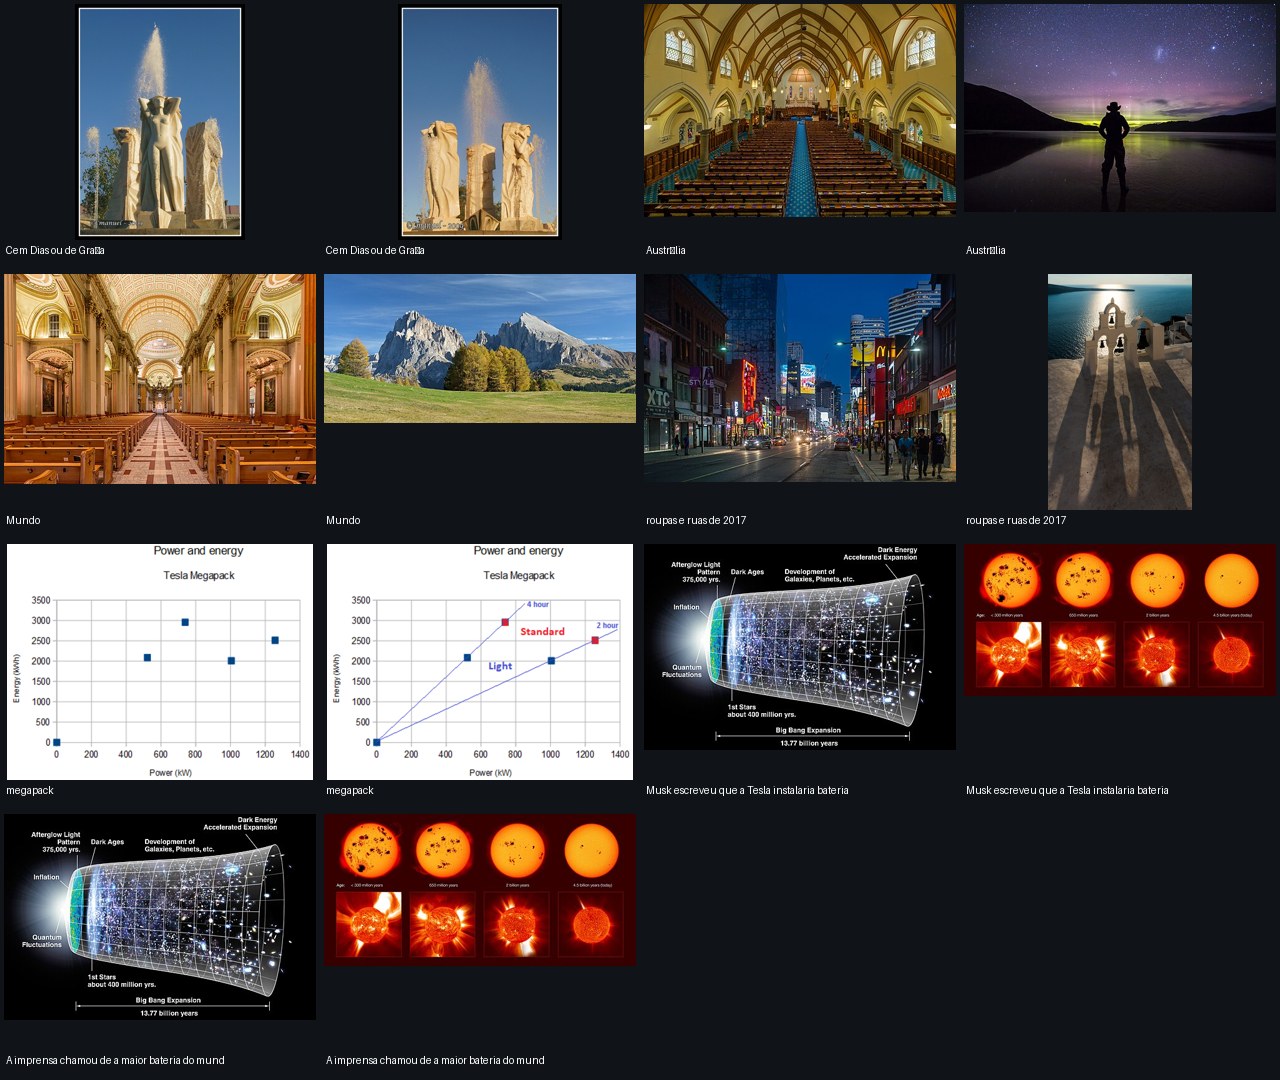 Cem Dias ou de Gra
Cem Dias ou de Gra
Austr lia
Austr lia
Mundo
Mundo
STYLE
XTC
roupas e ruas de 2017
roupas e ruas de 2017
Power and energy
Tesla Megapack
Energy (kWh)
3500
3000
2500
2000
1500
1000
500
0
0 200 400 600 800 1000 1200 1400
Power (kW)
megapack
Power and energy
Tesla Megapack
Energy (kWh)
3500
3000
2500
2000
1500
1000
500
0
4 hour
2 hour
Standard
Light
0 200 400 600 800 1000 1200 1400
Power (kW)
megapack
Dark Energy
Accelerated Expansion
Afterglow Light
Pattern
375,000 yrs.
Dark Ages
Development of
Galaxies, Planets, etc.
Inflation
Quantum
Fluctuations
1st Stars
about 400 million yrs.
Big Bang Expansion
13.77 billion years
Musk escreveu que a Tesla instalaria bateria
Musk escreveu que a Tesla instalaria bateria
Dark Energy
Accelerated Expansion
Afterglow Light
Pattern
375,000 yrs.
Dark Ages
Development of
Galaxies, Planets, etc.
Inflation
Quantum
Fluctuations
1st Stars
about 400 million yrs.
Big Bang Expansion
13.77 billion years
A imprensa chamou de a maior bateria do mund
A imprensa chamou de a maior bateria do mund